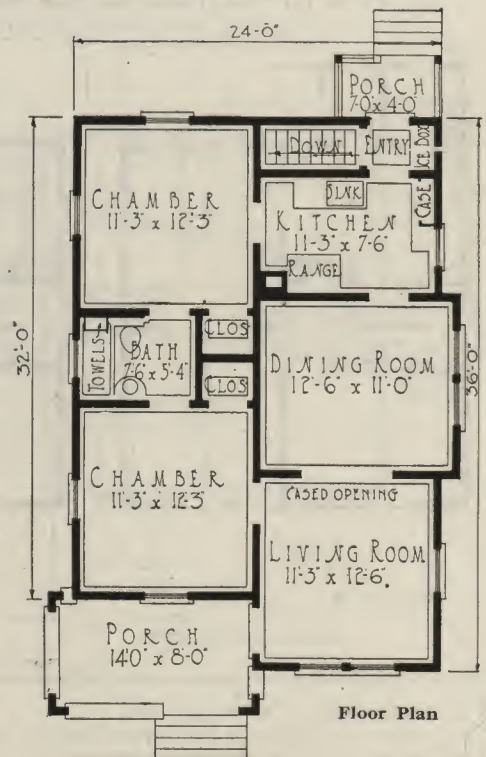 24'-0"
PORCH
7'-0" x 4'-0"
DOWN
ENTRY
ICE BOX
CHAMBER
11'-3" x 12'-3"
SINK
CASE
KITCHEN
11'-3" x 7'-6"
RANGE
32'-0"
36'-0"
TOWELS
BATH
7'-6" x 5'-4"
CLOS
CLOS
DINING ROOM
12'-6" x 11'-0"
CHAMBER
11'-3" x 12'-3"
CASED OPENING
LIVING ROOM
11'-3" x 12'-6"
PORCH
14'-0" x 8'-0"
Floor Plan